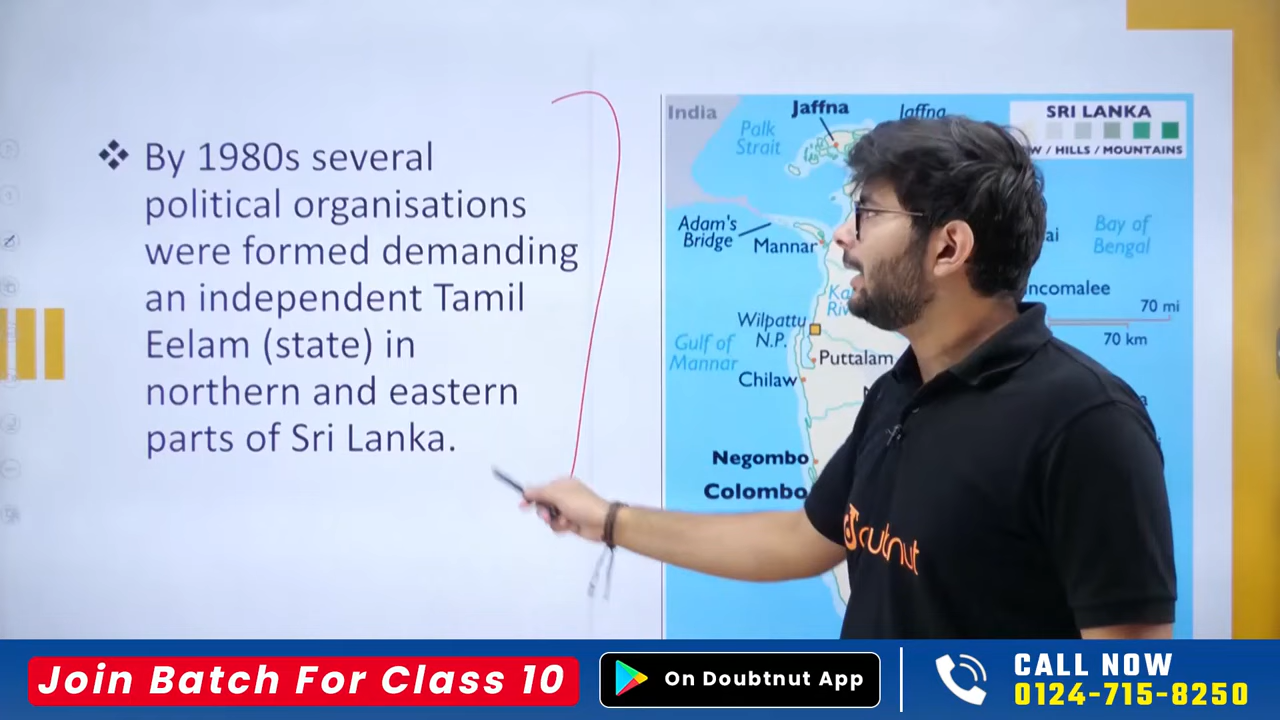 ❖ By 1980s several
political organisations
were formed demanding
an independent Tamil
Eelam (state) in
northern and eastern
parts of Sri Lanka.
India
Jaffna
Jaffna
SRI LANKA
/ HILLS / MOUNTAINS
Palk
Strait
Adam's
Bridge
Mannar
Bay of
Bengal
70 mi
70 km
Wilpattu
N.P.
Gulf of
Mannar
Puttalam
Chilaw
Negombo
Colombo
doubtnut
Join Batch For Class 10
On Doubtnut App
CALL NOW
0124-715-8250